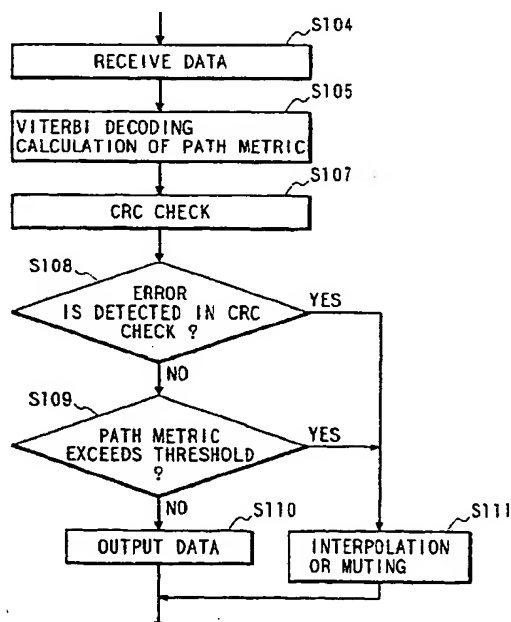 S104
RECEIVE DATA
S105
VITERBI DECODING
CALCULATION OF PATH METRIC
S107
CRC CHECK
S108
ERROR
IS DETECTED IN CRC
CHECK ?
YES
NO
S109
PATH METRIC
EXCEEDS THRESHOLD
?
YES
NO
S110
OUTPUT DATA
S111
INTERPOLATION
OR MUTING